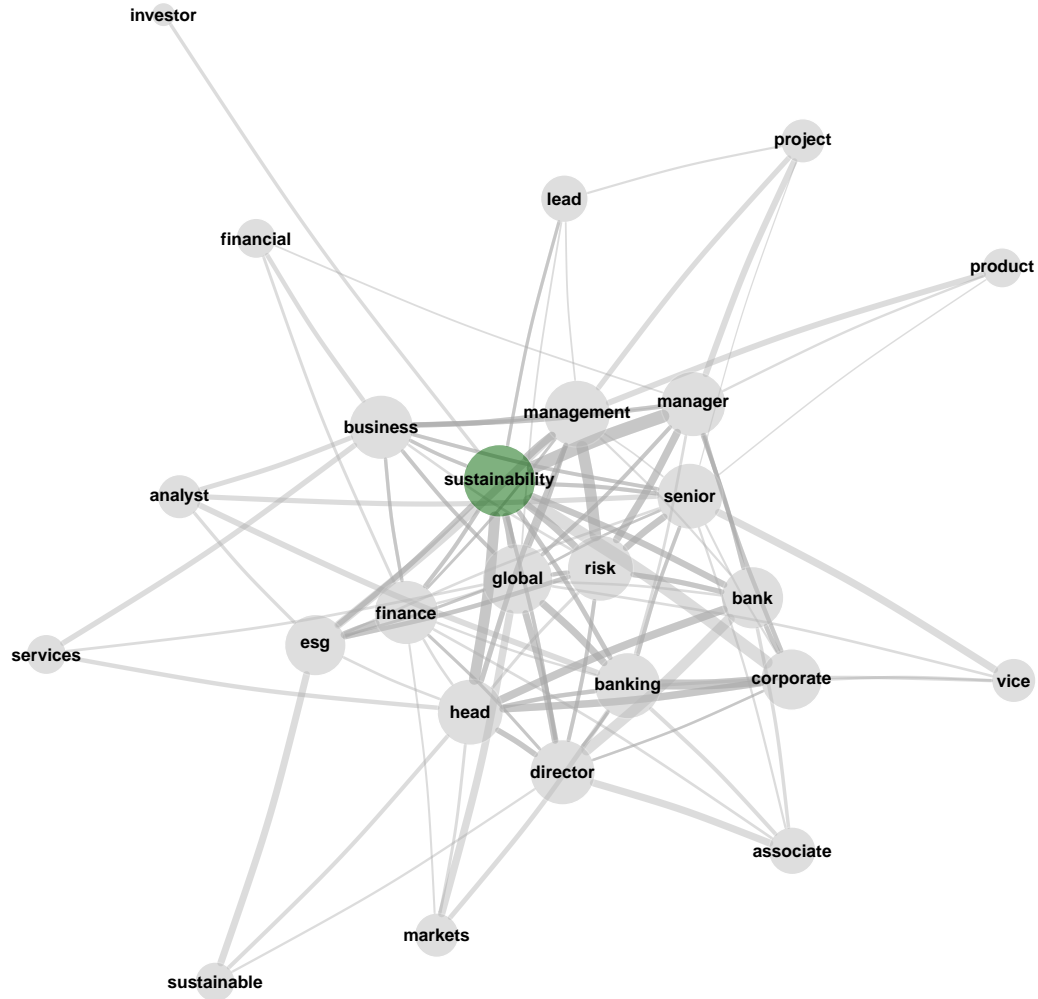 investor
project
lead
financial
product
manager
management
business
sustainability
analyst
senior
risk
global
bank
finance
esg
services
corporate
vice
banking
head
director
associate
markets
sustainable